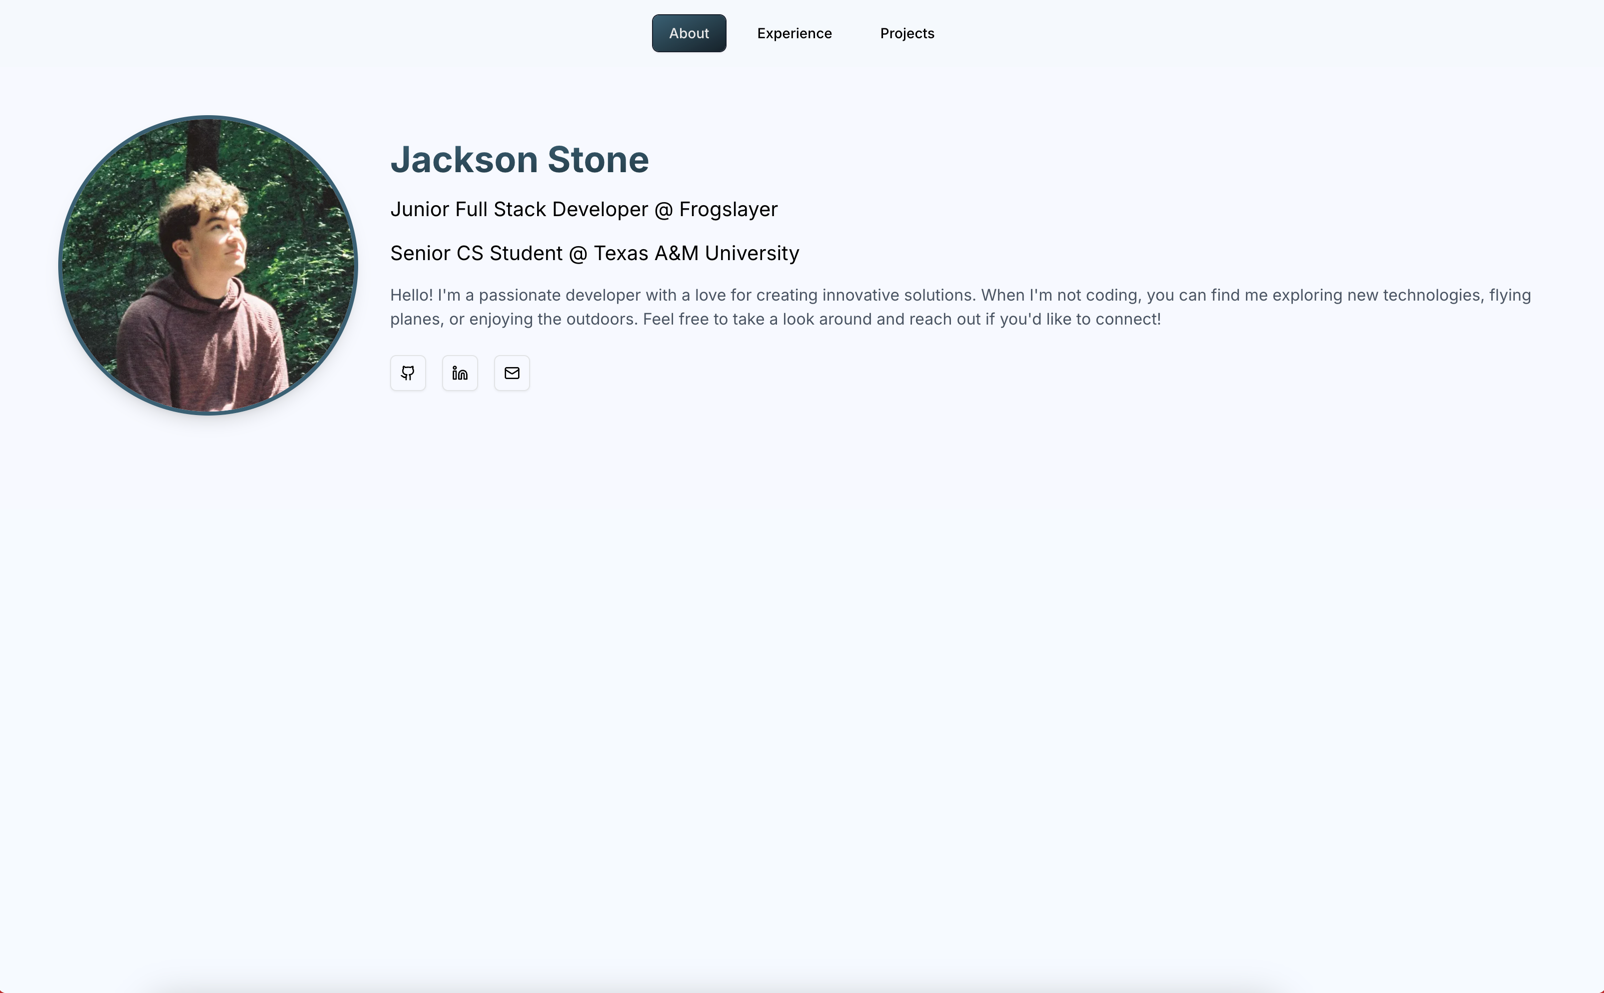 About
Experience
Projects
Jackson Stone
Junior Full Stack Developer @ Frogslayer
Senior CS Student @ Texas A&M University
Hello! I'm a passionate developer with a love for creating innovative solutions. When I'm not coding, you can find me exploring new technologies, flying
planes, or enjoying the outdoors. Feel free to take a look around and reach out if you'd like to connect!